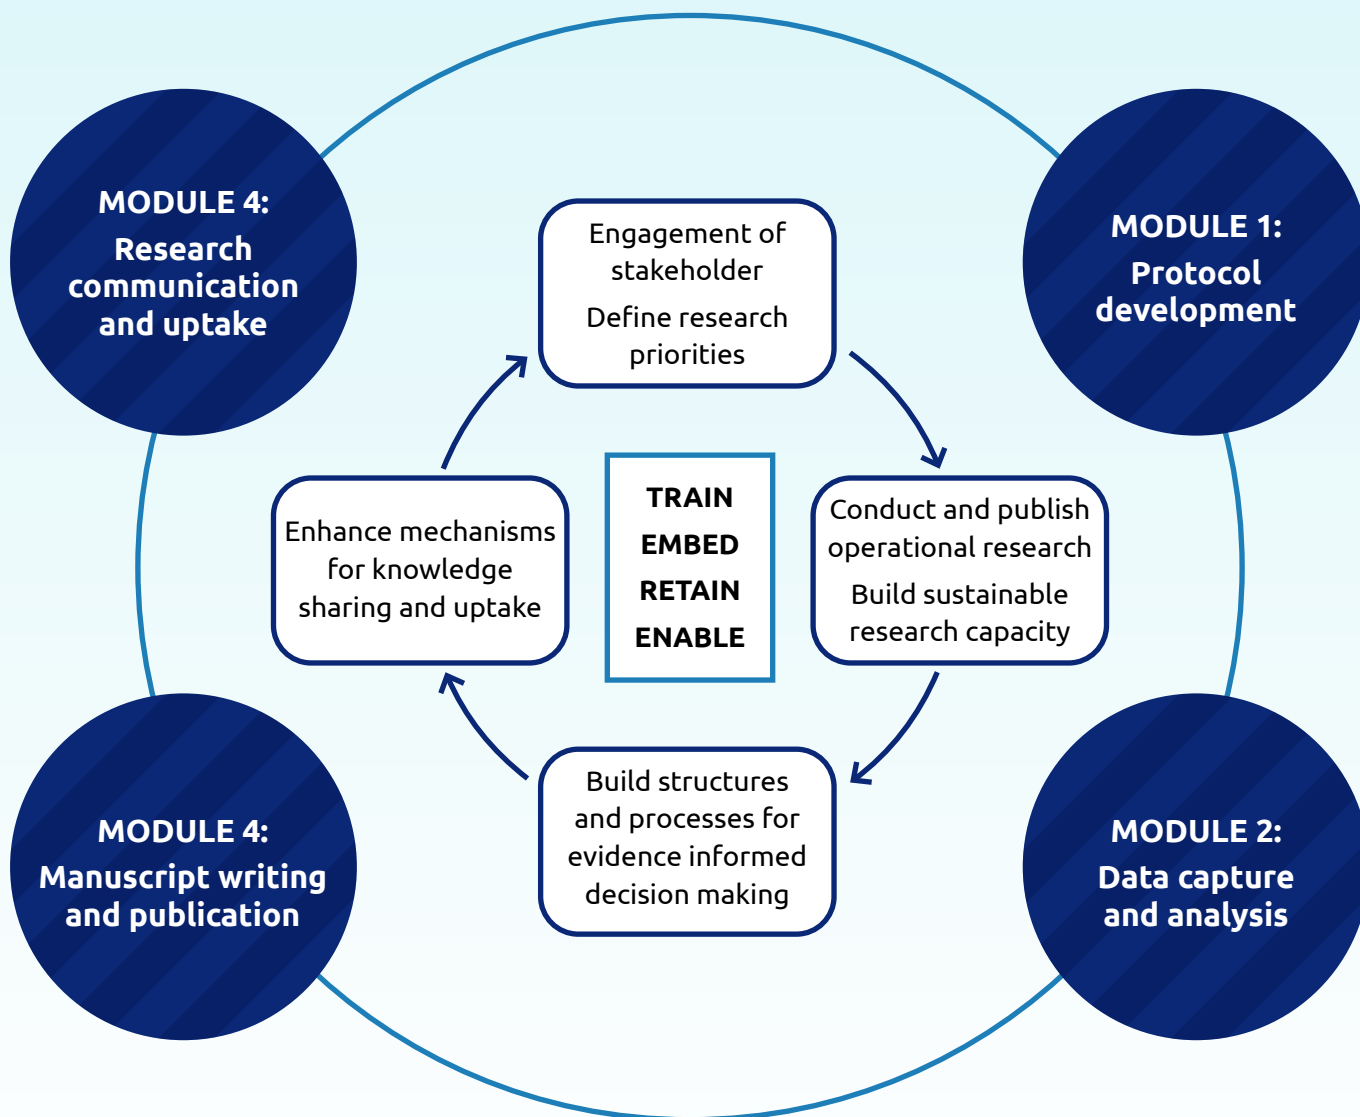 MODULE 4:
Research
communication
and uptake
MODULE 1:
Protocol
development
Engagement of
stakeholder
Define research
priorities
Enhance mechanisms
for knowledge
sharing and uptake
TRAIN
EMBED
RETAIN
ENABLE
Conduct and publish
operational research
Build sustainable
research capacity
Build structures
and processes for
evidence informed
decision making
MODULE 4:
Manuscript writing
and publication
MODULE 2:
Data capture
and analysis